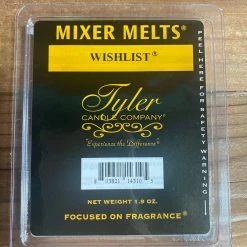 MIXER MELTS®
WISHLIST®
Tyler
CANDLE COMPANY®
Experience the Difference®
NET WEIGHT 1.9 OZ.
FOCUSED ON FRAGRANCE®
PEEL HERE FOR SAFETY WARNING